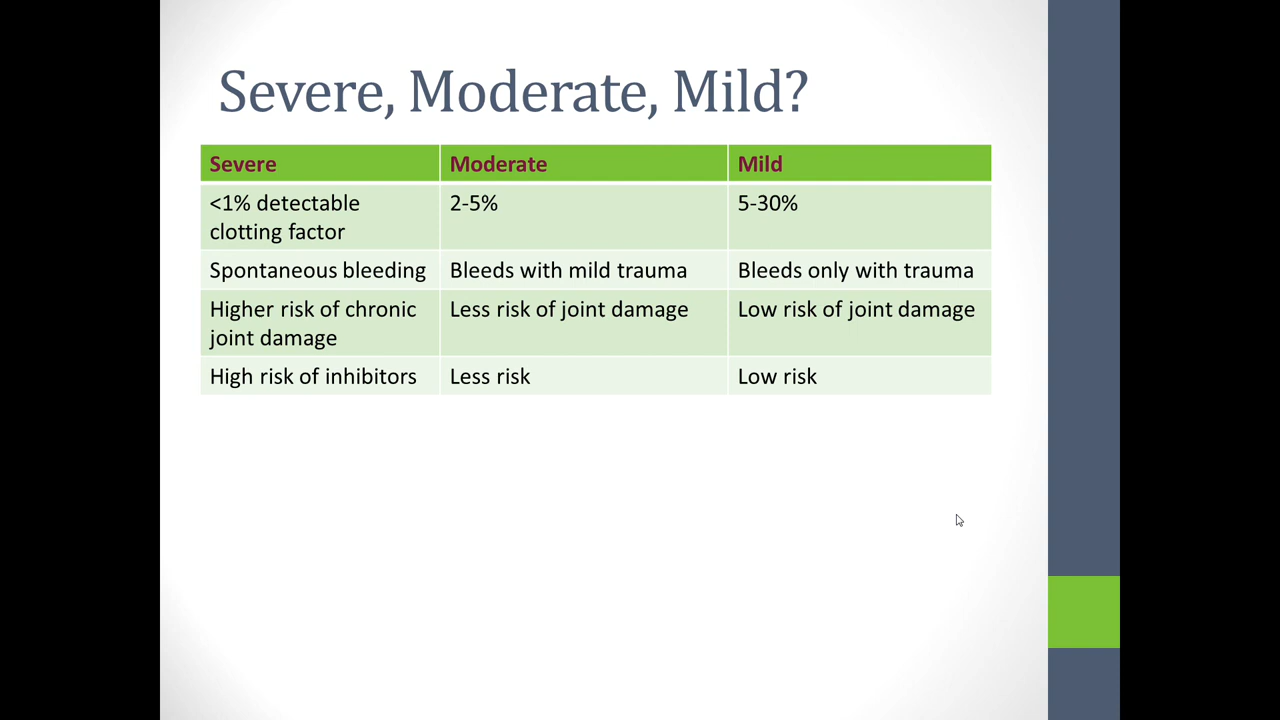 Severe, Moderate, Mild?
Severe Moderate Mild
<1% detectable clotting factor 2-5% 5-30%
Spontaneous bleeding Bleeds with mild trauma Bleeds only with trauma
Higher risk of chronic joint damage Less risk of joint damage Low risk of joint damage
High risk of inhibitors Less risk Low risk